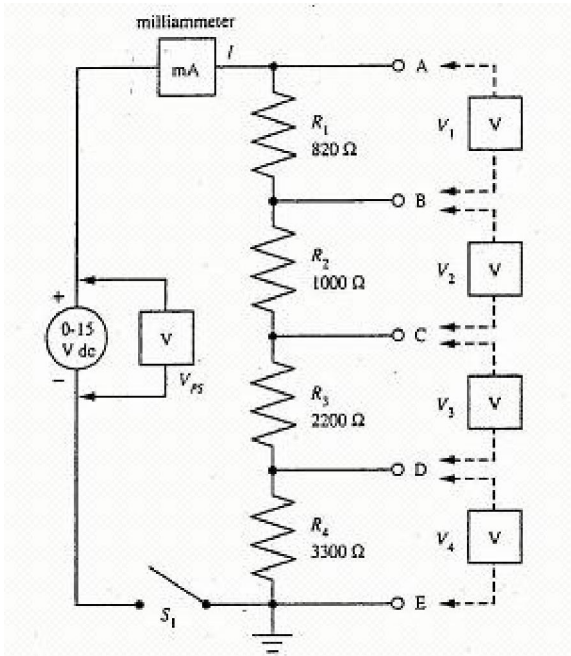 milliammeter
mA
I
A
R1
820 Ω
V1
V
B
R2
1000 Ω
V2
V
C
+
0-15
V dc
−
V
VPS
R3
2200 Ω
V3
V
D
R4
3300 Ω
V4
V
S1
E